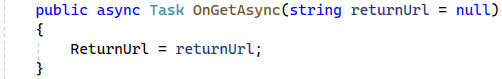 public async Task OnGetAsync(string returnUrl = null)
{
ReturnUrl = returnUrl;
}